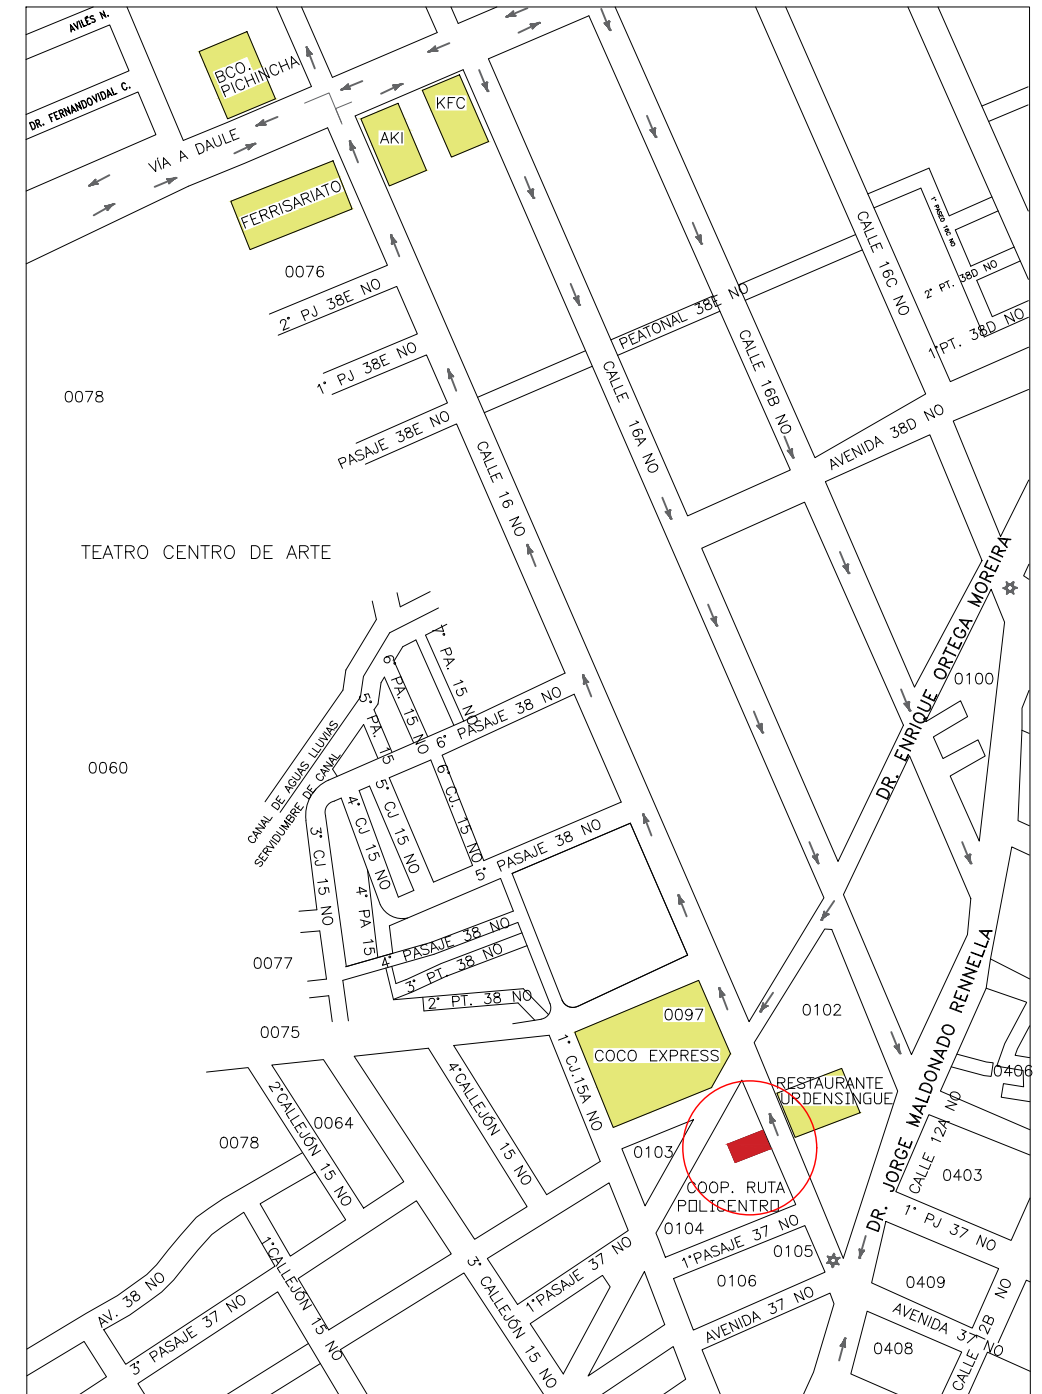 AVILÉS N.
BCO.
PICHINCHA
DR. FERNANDOVIDAL C.
KFC
AKI
VÍA A DAULE
FERRISARIATO
1° PASEO 16C NO
CALLE 16C NO
0076
2° PT. 38D NO
2° PJ 38E NO
PEATONAL 38E NO
1°PT. 38D NO
1° PJ 38E NO
CALLE 16B NO
CALLE 16A NO
0078
AVENIDA 38D NO
PASAJE 38E NO
CALLE 16 NO
TEATRO CENTRO DE ARTE
DR. ENRIQUE ORTEGA MOREIRA
7° PA. 15 NO
6° PA. 15 NO
5° PA. 15
0100
6° PASAJE 38 NO
CANAL DE AGUAS LLUVIAS
SERVIDUMBRE DE CANAL
0060
6° CJ. 15 NO
5° CJ 15 NO
4° CJ 15 NO
3° CJ 15 NO
5° PASAJE 38 NO
4° PA 15
4° PASAJE 38 NO
3° PT. 38 NO
2° PT. 38 NO
0077
0075
0097
0102
COCO EXPRESS
DR. JORGE MALDONADO RENNELLA
0406
1° CJ.15A NO
RESTAURANTE
URDENSINGUE
4°CALLEJÓN 15 NO
2°CALLEJÓN 15 NO
0064
0078
0103
CALLE 12A NO
0403
COOP. RUTA
POLICENTRO
0104
1°PASAJE 37 NO
0105
1° PJ 37 NO
1°CALLEJÓN 15 NO
3° CALLEJÓN 15 NO
1°PASAJE 37 NO
0106
0409
AV. 38 NO
3° PASAJE 37 NO
AVENIDA 37 NO
AVENIDA 37 NO
CALLE 12B NO
0408